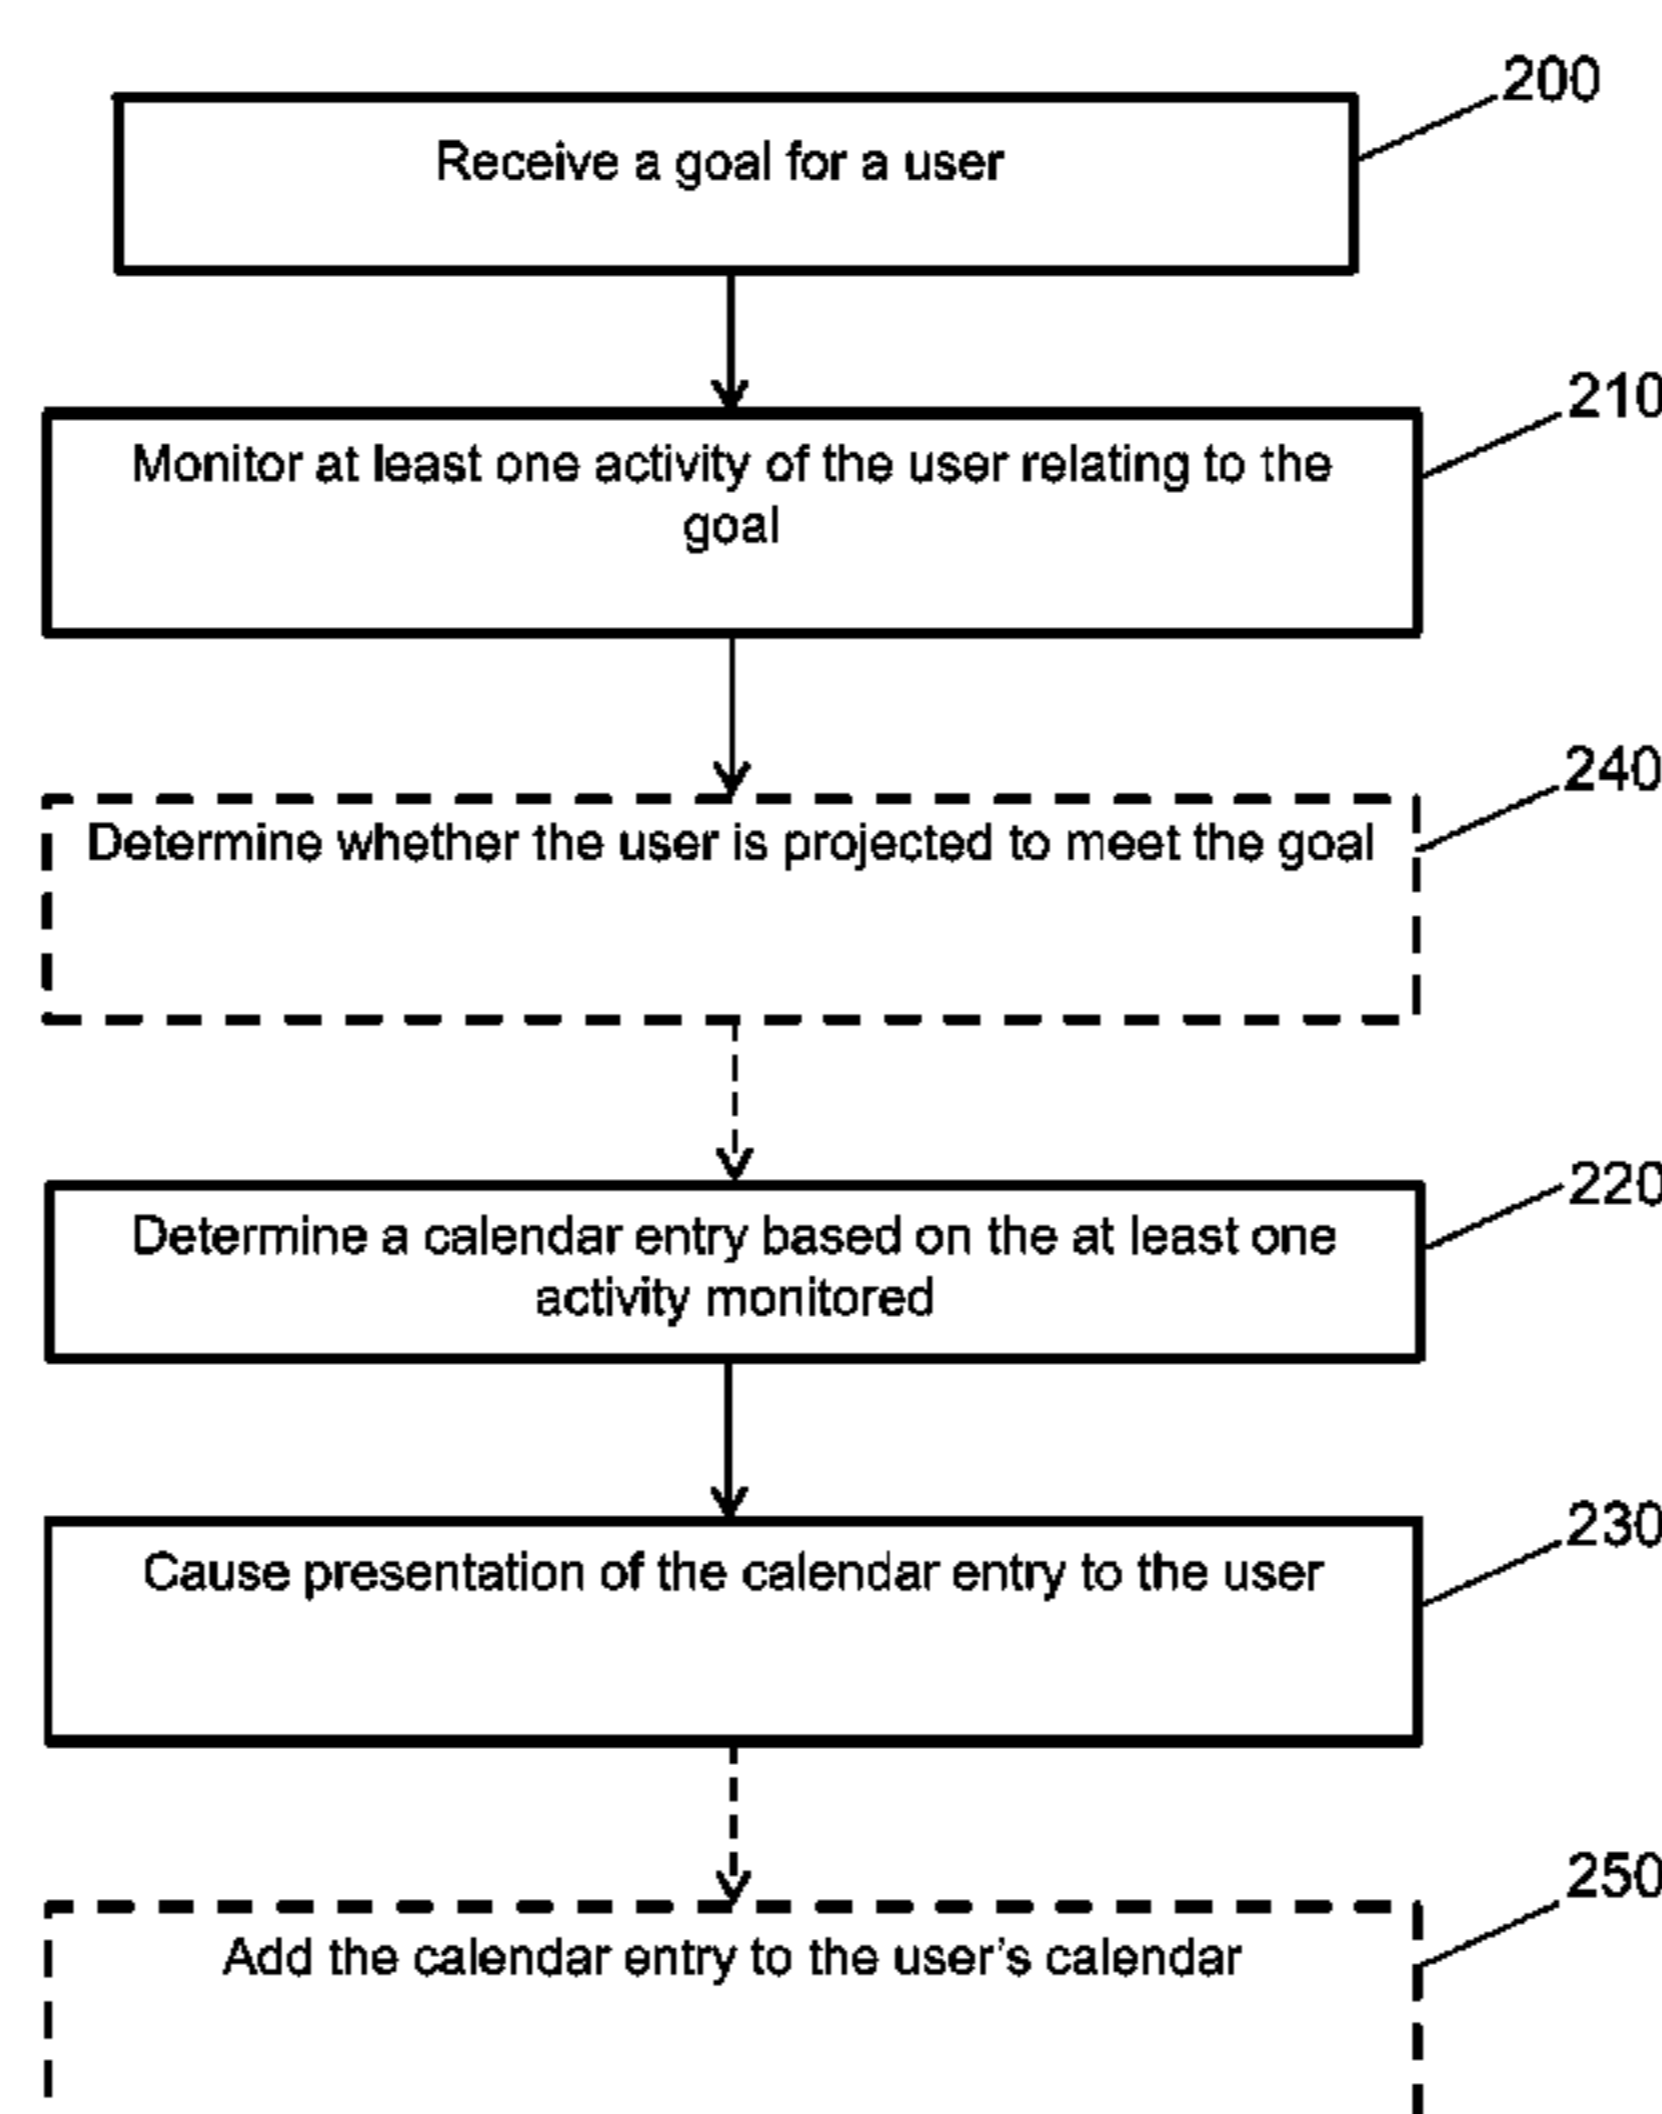 200
Receive a goal for a user
210
Monitor at least one activity of the user relating to the
goal
240
Determine whether the user is projected to meet the goal
220
Determine a calendar entry based on the at least one
activity monitored
230
Cause presentation of the calendar entry to the user
250
Add the calendar entry to the user’s calendar